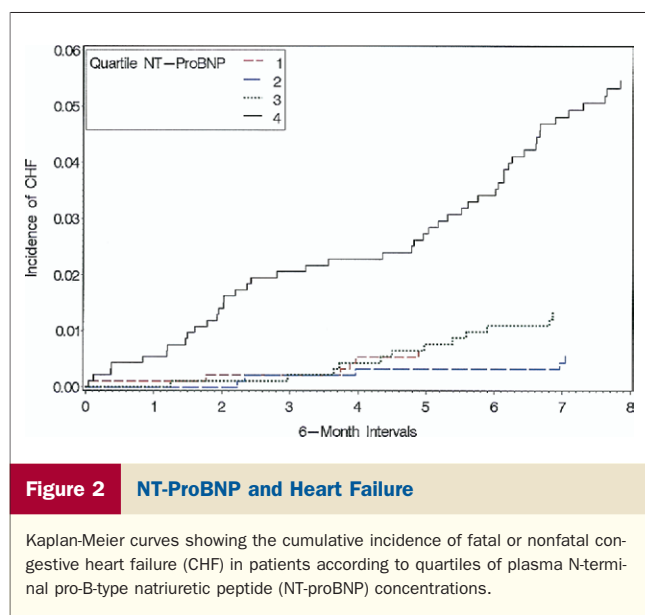 0.06
Quartile NT-ProBNP
1
2
3
4
0.05
0.04
0.03
0.02
0.01
0.00
Incidence of CHF
0 1 2 3 4 5 6 7 8
6-Month Intervals
Figure 2 NT-ProBNP and Heart Failure
Kaplan-Meier curves showing the cumulative incidence of fatal or nonfatal con-
gestive heart failure (CHF) in patients according to quartiles of plasma N-termi-
nal pro-B-type natriuretic peptide (NT-proBNP) concentrations.